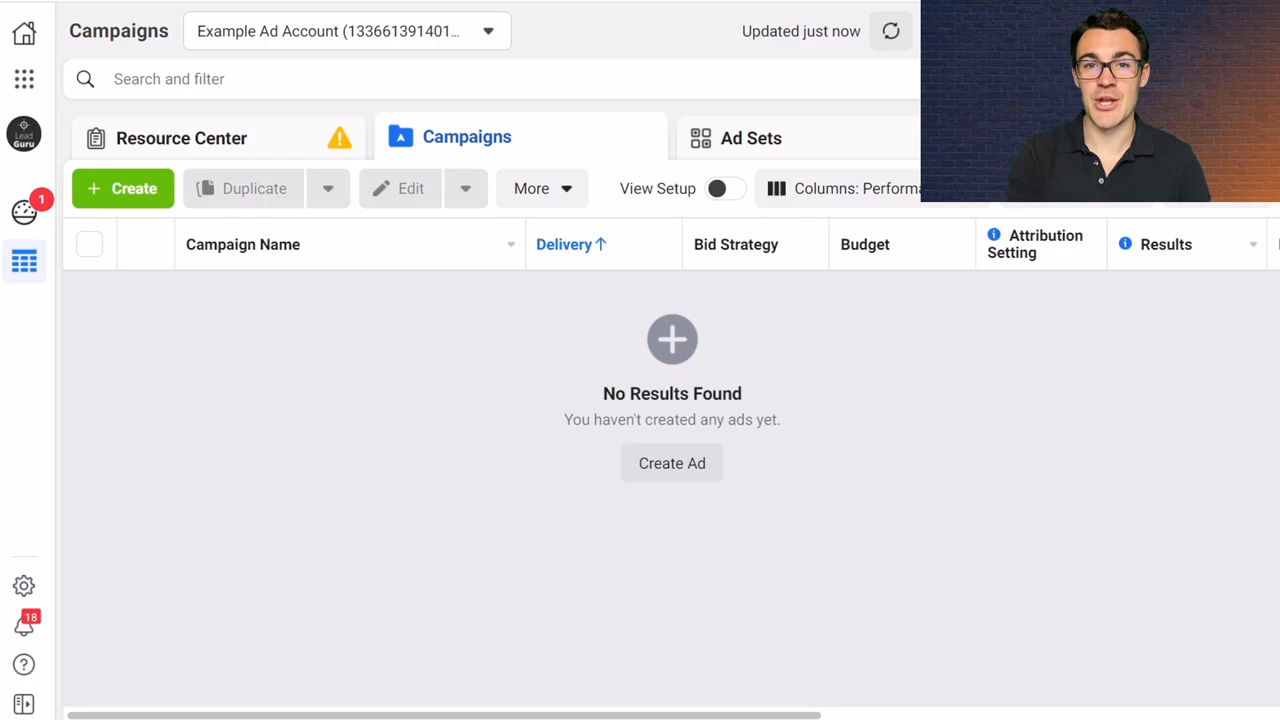 Campaigns
Example Ad Account (133661391401...
Updated just now
Search and filter
Lead
Guru
Resource Center
Campaigns
Ad Sets
+ Create
Duplicate
Edit
More
View Setup
Columns: Performa
1
Campaign Name
Delivery↑
Bid Strategy
Budget
Attribution
Setting
Results
No Results Found
You haven't created any ads yet.
Create Ad
18